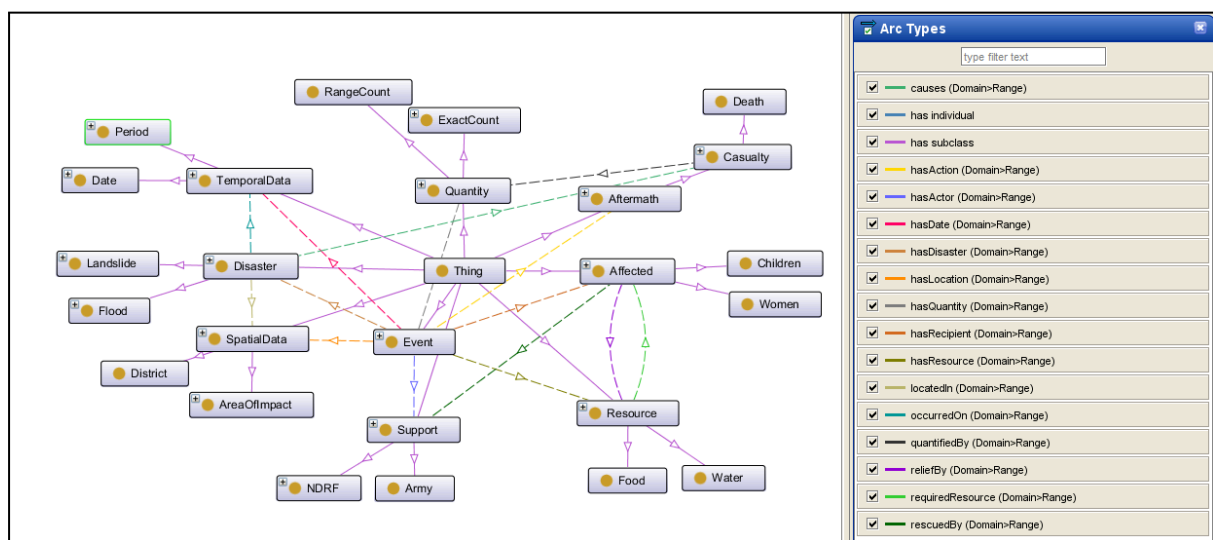 RangeCount
ExactCount
Death
Period
Casualty
Date
TemporalData
Quantity
Aftermath
Landslide
Disaster
Thing
Affected
Children
Flood
Women
SpatialData
Event
District
AreaOfImpact
Support
Resource
NDRF
Army
Food
Water
Arc Types
type filter text
causes (Domain>Range)
has individual
has subclass
hasAction (Domain>Range)
hasActor (Domain>Range)
hasDate (Domain>Range)
hasDisaster (Domain>Range)
hasLocation (Domain>Range)
hasQuantity (Domain>Range)
hasRecipient (Domain>Range)
hasResource (Domain>Range)
locatedIn (Domain>Range)
occurredOn (Domain>Range)
quantifiedBy (Domain>Range)
reliefBy (Domain>Range)
requiredResource (Domain>Range)
rescuedBy (Domain>Range)